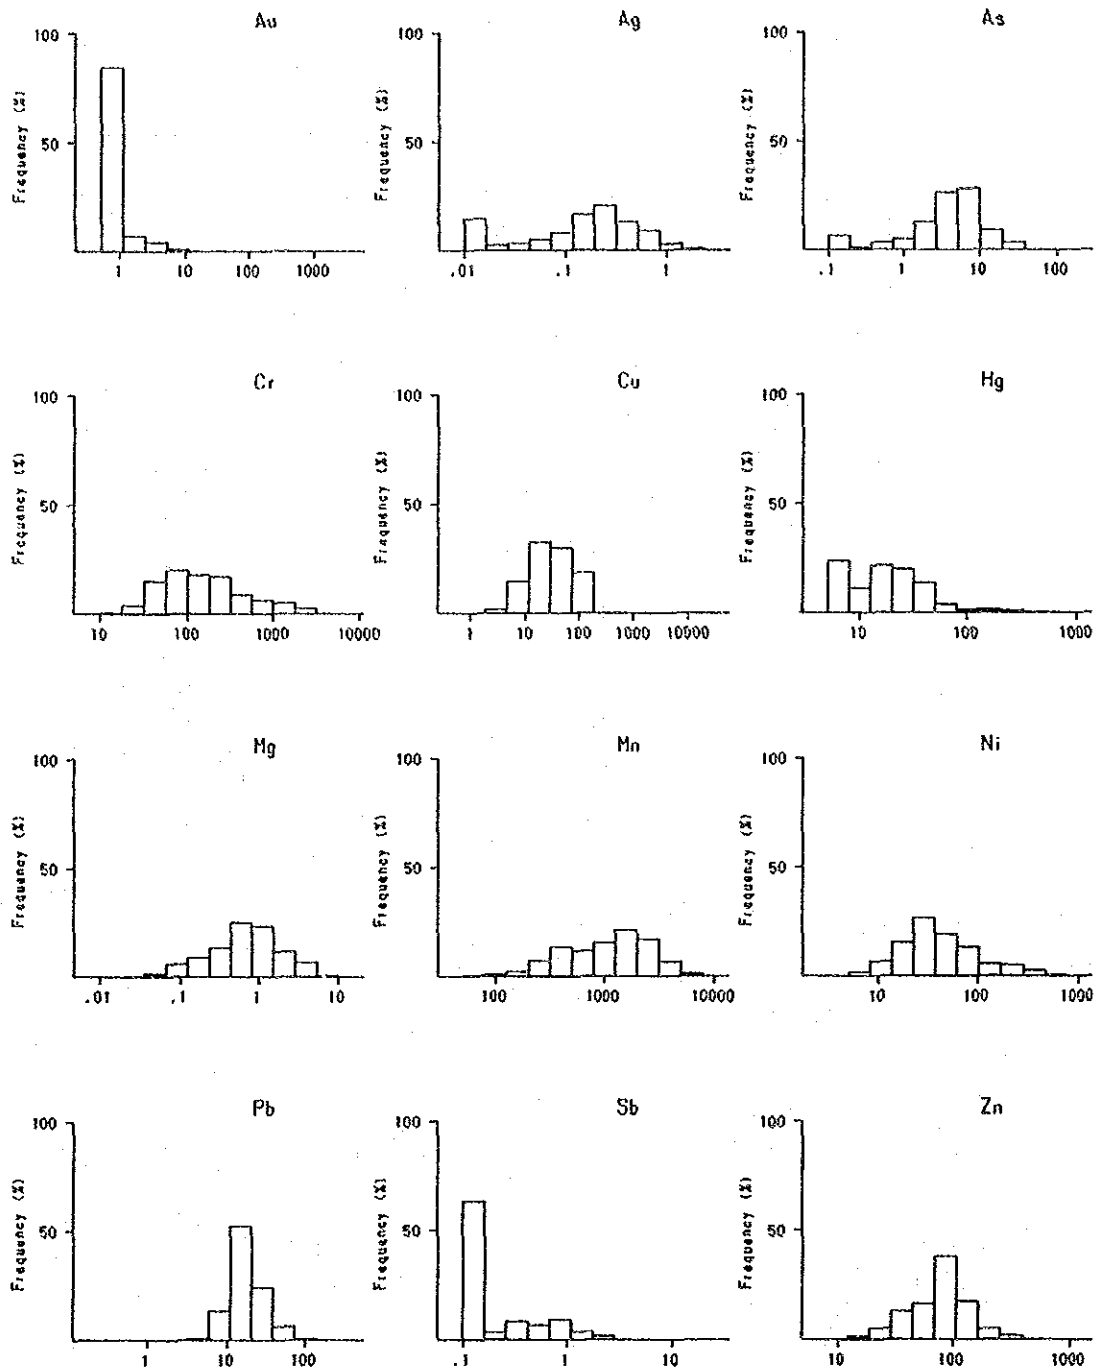 Au
100
50
Frequency (%)
1 10 100 1000
Ag
100
50
Frequency (%)
.01 0.1 1
As
100
50
Frequency (%)
.1 1 10 100
Cr
100
50
Frequency (%)
10 100 1000 10000
Cu
100
50
Frequency (%)
1 10 100 1000 10000
Hg
100
50
Frequency (%)
10 100 1000
Mg
100
50
Frequency (%)
.01 .1 1 10
Mn
100
50
Frequency (%)
100 1000 10000
Ni
100
50
Frequency (%)
10 100 1000
Pb
100
50
Frequency (%)
1 10 100
Sb
100
50
Frequency (%)
.1 1 10
Zn
100
50
Frequency (%)
10 100 1000